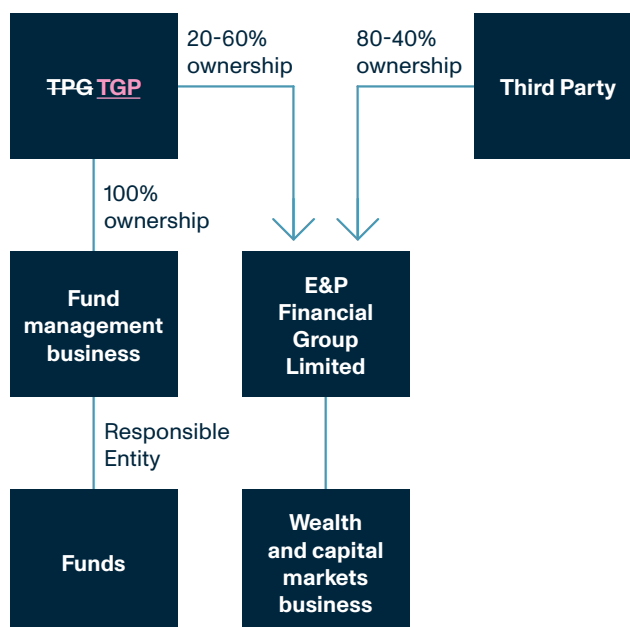 20-60%
ownership
80-40%
ownership
TPG TGP
Third Party
100%
ownership
Fund
management
business
E&P
Financial
Group
Limited
Responsible
Entity
Funds
Wealth
and capital
markets
business